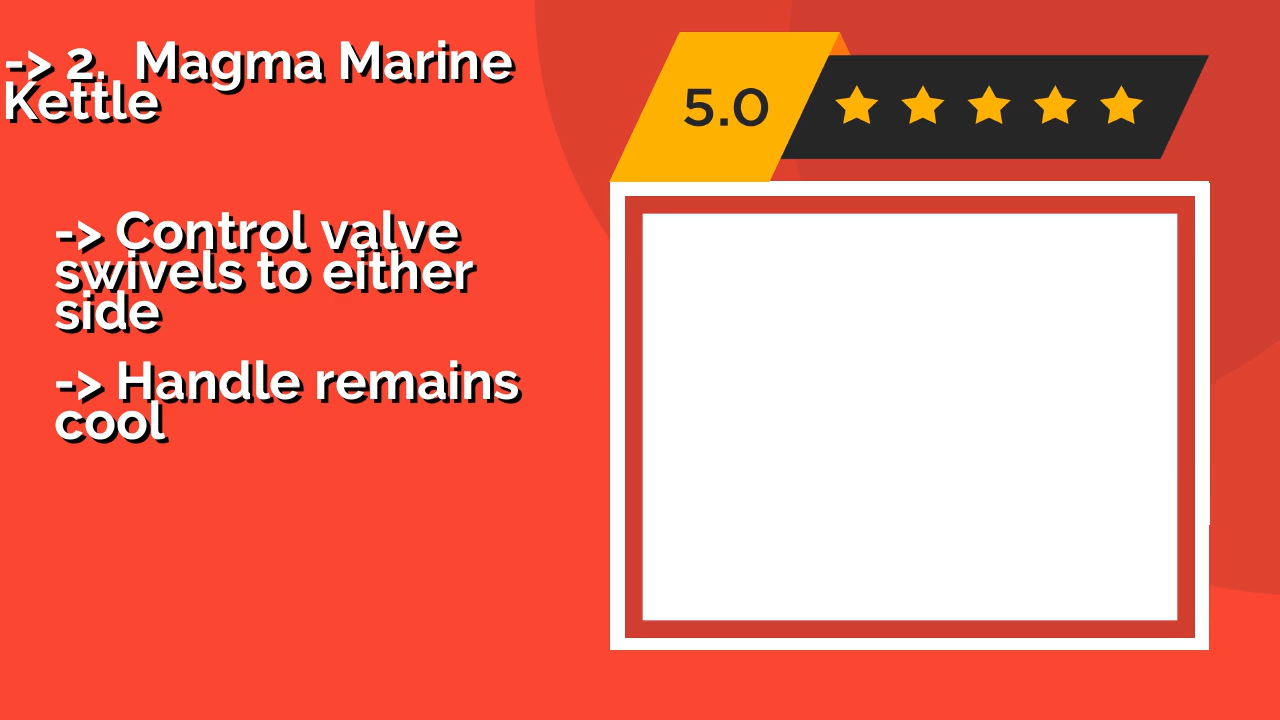 -> 2.  Magma Marine
Kettle
5.0
-> Control valve
swivels to either
side
-> Handle remains
cool